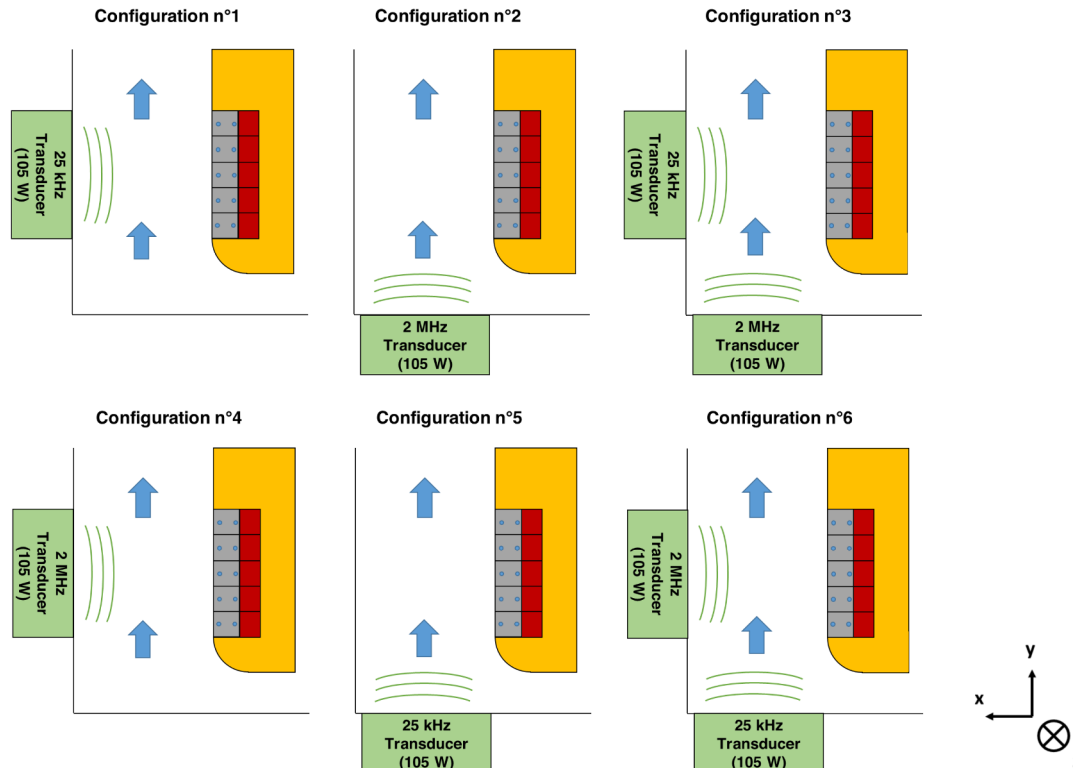 Configuration n°1
Configuration n°2
Configuration n°3
25 kHz
Transducer
(105 W)
2 MHz
Transducer
(105 W)
25 kHz
Transducer
(105 W)
2 MHz
Transducer
(105 W)
Configuration n°4
Configuration n°5
Configuration n°6
2 MHz
Transducer
(105 W)
25 kHz
Transducer
(105 W)
2 MHz
Transducer
(105 W)
25 kHz
Transducer
(105 W)
y
x